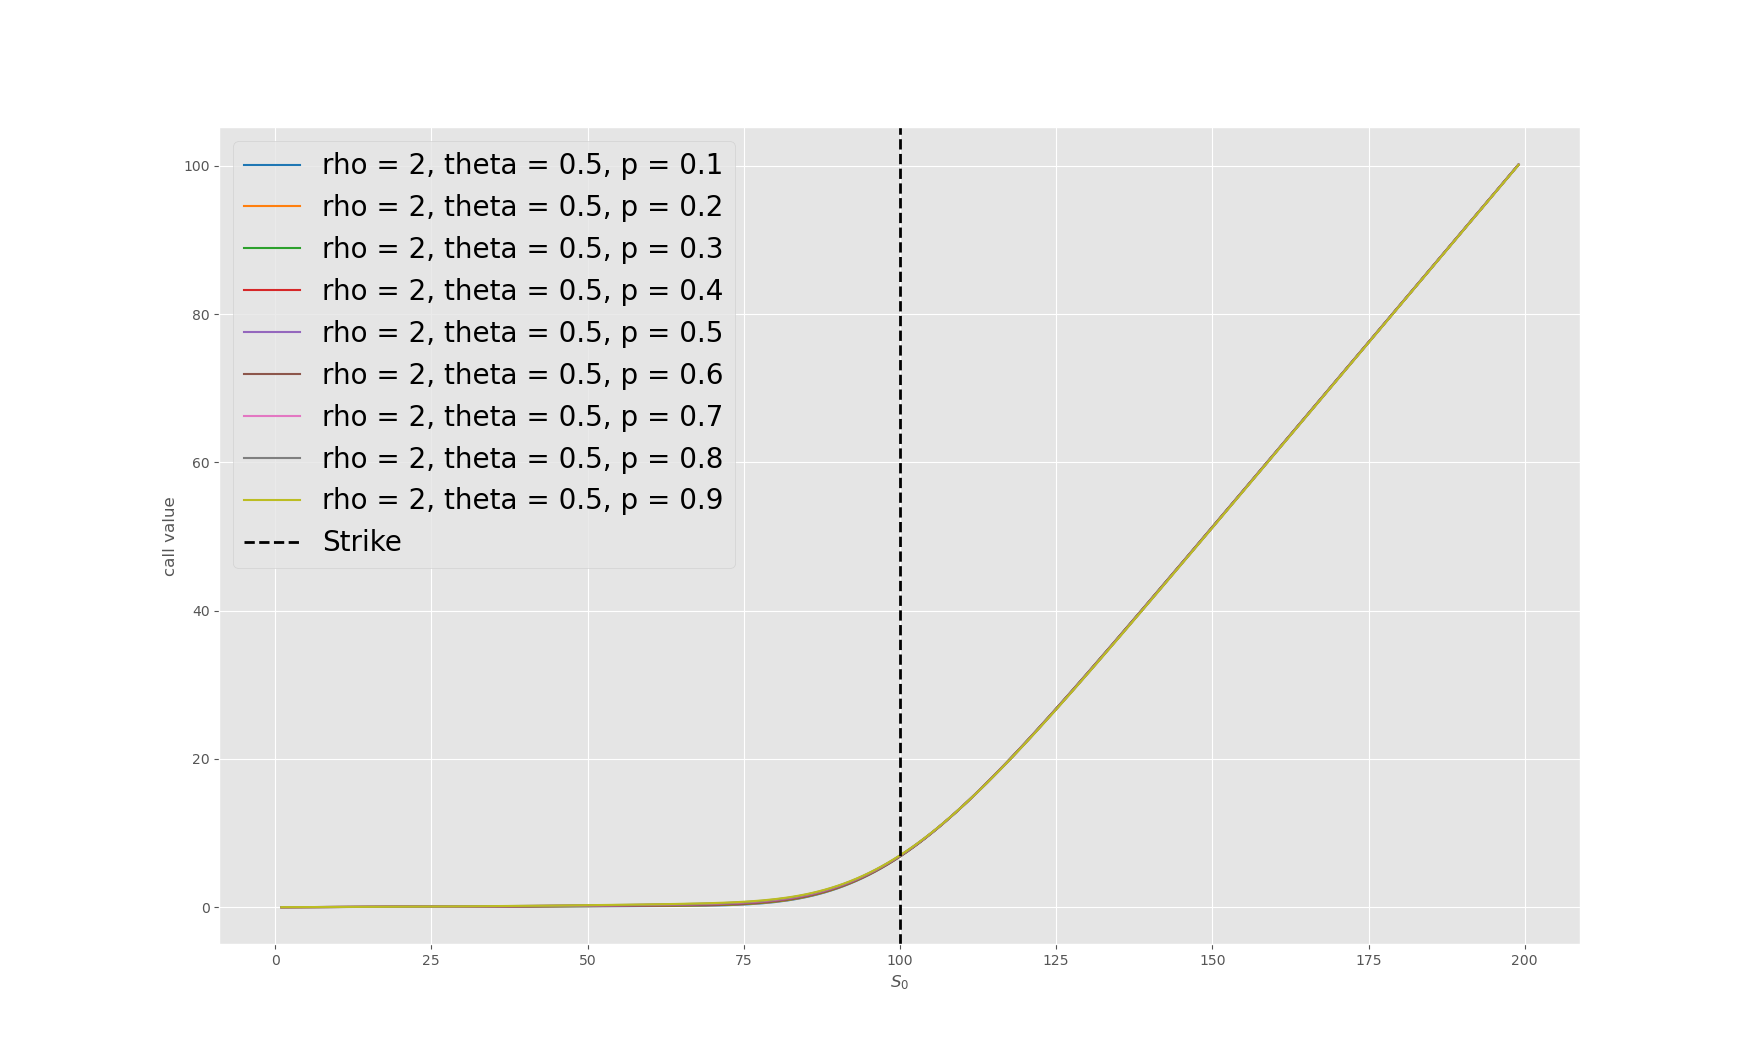 100
80
60
40
20
0
call value
rho = 2, theta = 0.5, p = 0.1
rho = 2, theta = 0.5, p = 0.2
rho = 2, theta = 0.5, p = 0.3
rho = 2, theta = 0.5, p = 0.4
rho = 2, theta = 0.5, p = 0.5
rho = 2, theta = 0.5, p = 0.6
rho = 2, theta = 0.5, p = 0.7
rho = 2, theta = 0.5, p = 0.8
rho = 2, theta = 0.5, p = 0.9
Strike
0 25 50 75 100 125 150 175 200
S₀